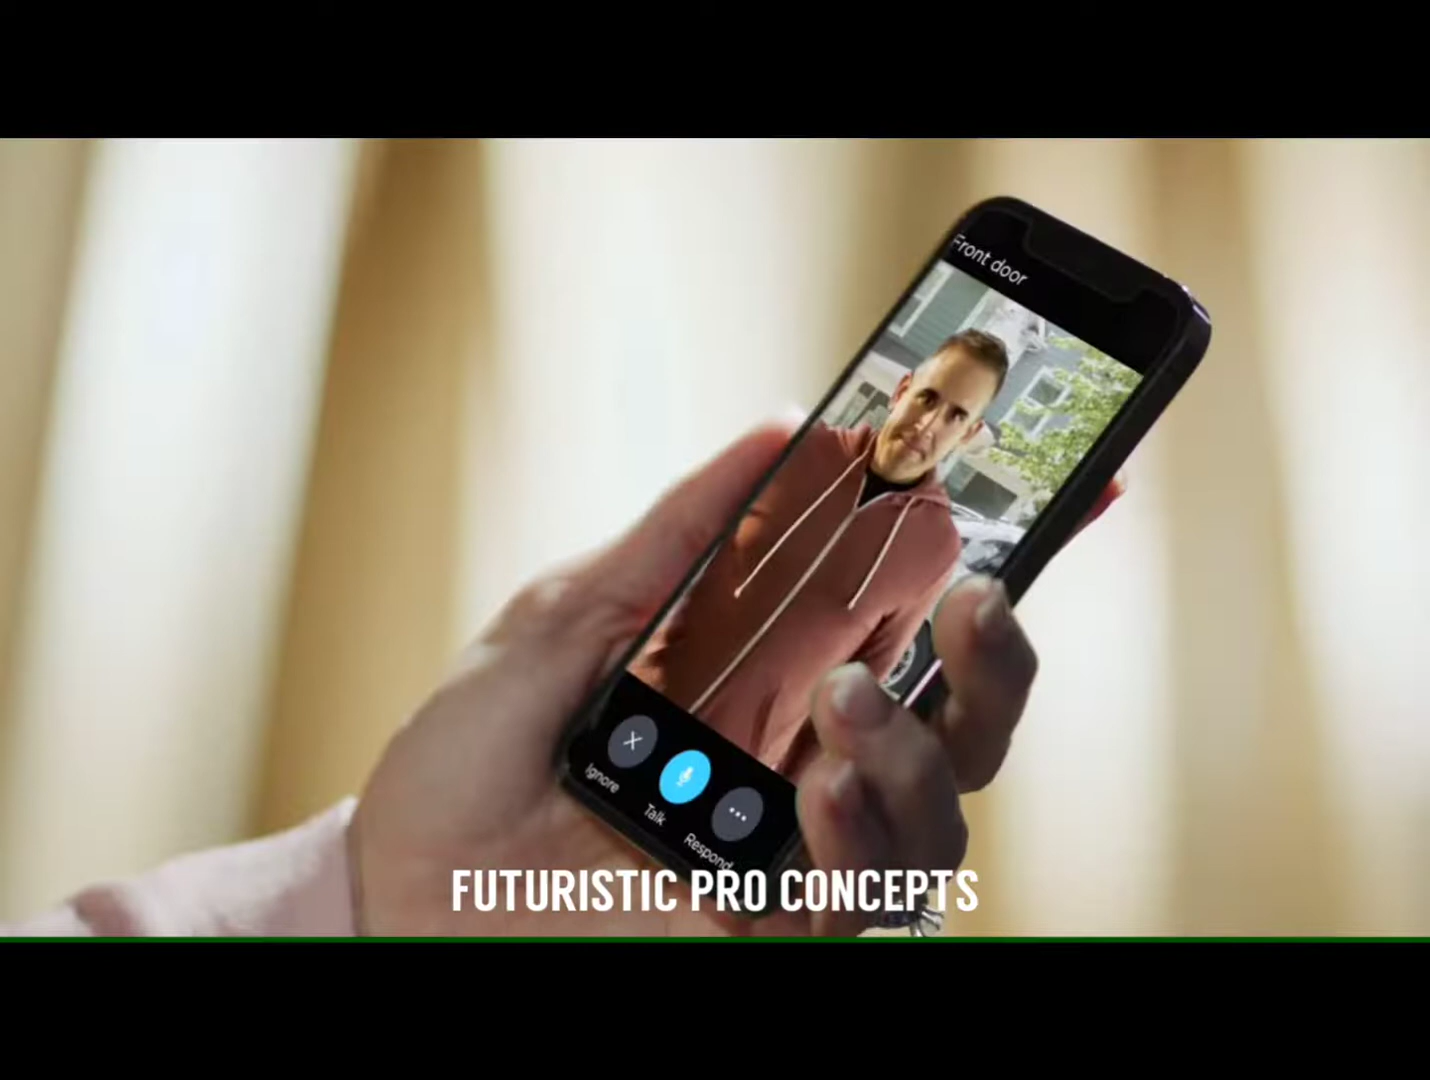 Front door
Ignore
Talk
Respond
FUTURISTIC PRO CONCEPTS